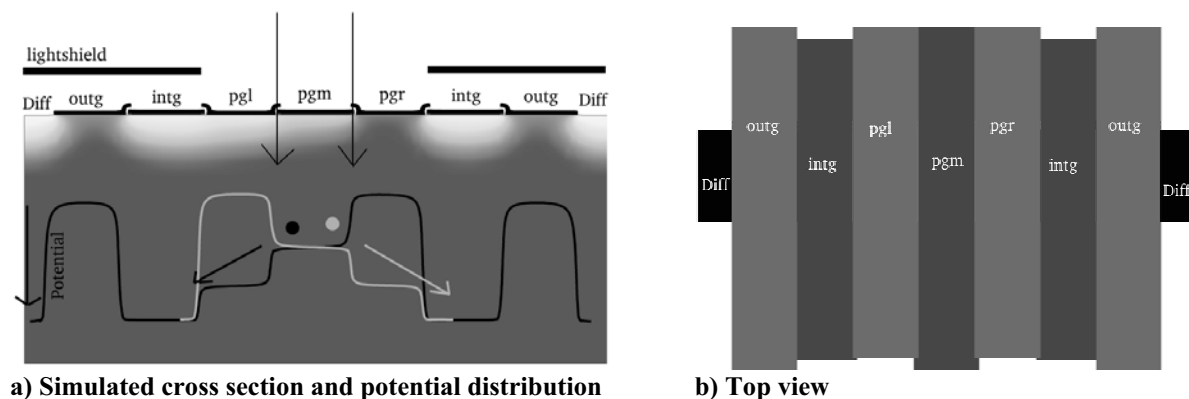 lightshield
Diff outg intg pgl pgm pgr intg outg Diff
Potential
a) Simulated cross section and potential distribution
outg pgl pgr outg
intg pgm intg
Diff Diff
b) Top view